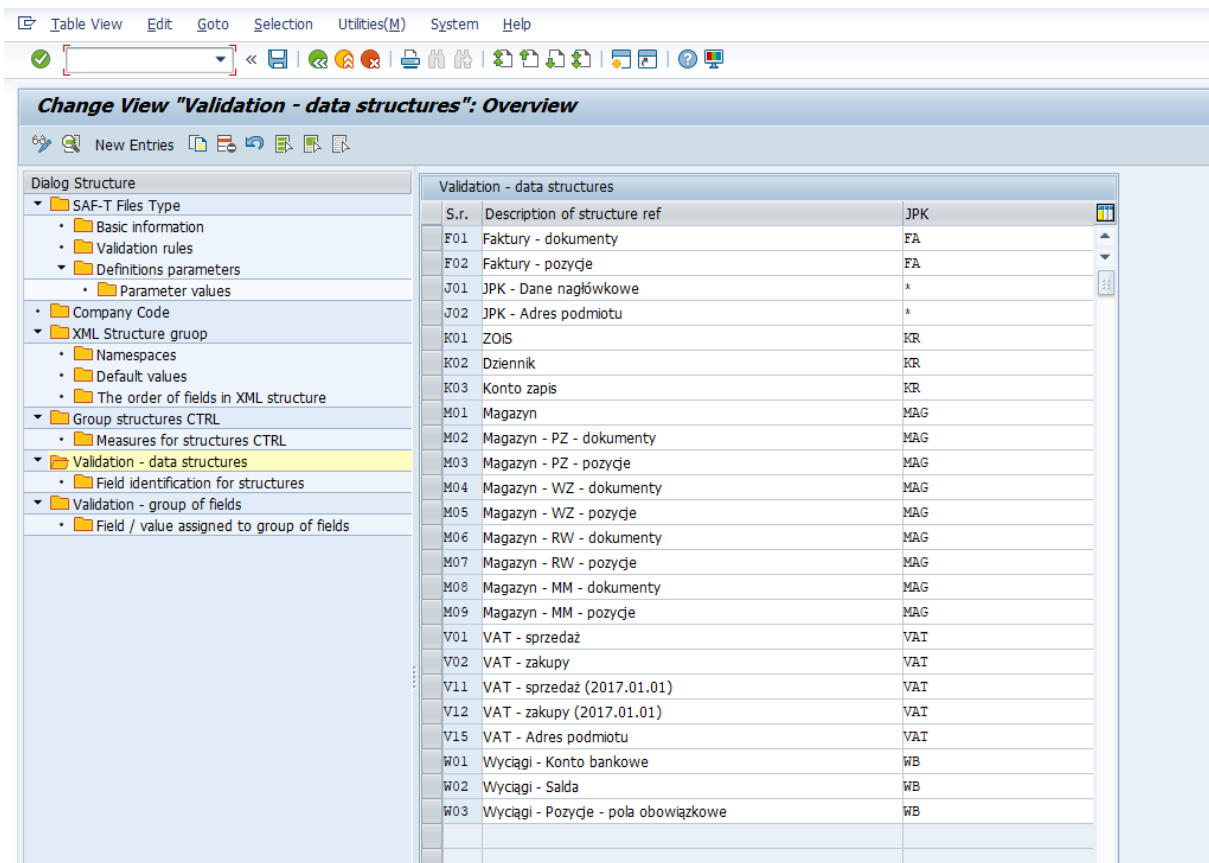 Table View Edit Goto Selection Utilities(M) System Help
Change View "Validation - data structures": Overview
New Entries
Dialog Structure
SAF-T Files Type
Basic information
Validation rules
Definitions parameters
Parameter values
Company Code
XML Structure gruop
Namespaces
Default values
The order of fields in XML structure
Group structures CTRL
Measures for structures CTRL
Validation - data structures
Field identification for structures
Validation - group of fields
Field / value assigned to group of fields
Validation - data structures
S.r. Description of structure ref JPK
F01 Faktury - dokumenty FA
F02 Faktury - pozycje FA
J01 JPK - Dane nagłówkowe *
J02 JPK - Adres podmiotu *
K01 ZOiS KR
K02 Dziennik KR
K03 Konto zapis KR
M01 Magazyn MAG
M02 Magazyn - PZ - dokumenty MAG
M03 Magazyn - PZ - pozycje MAG
M04 Magazyn - WZ - dokumenty MAG
M05 Magazyn - WZ - pozycje MAG
M06 Magazyn - RW - dokumenty MAG
M07 Magazyn - RW - pozycje MAG
M08 Magazyn - MM - dokumenty MAG
M09 Magazyn - MM - pozycje MAG
V01 VAT - sprzedaż VAT
V02 VAT - zakupy VAT
V11 VAT - sprzedaż (2017.01.01) VAT
V12 VAT - zakupy (2017.01.01) VAT
V15 VAT - Adres podmiotu VAT
W01 Wyciągi - Konto bankowe WB
W02 Wyciągi - Salda WB
W03 Wyciągi - Pozycje - pola obowiązkowe WB